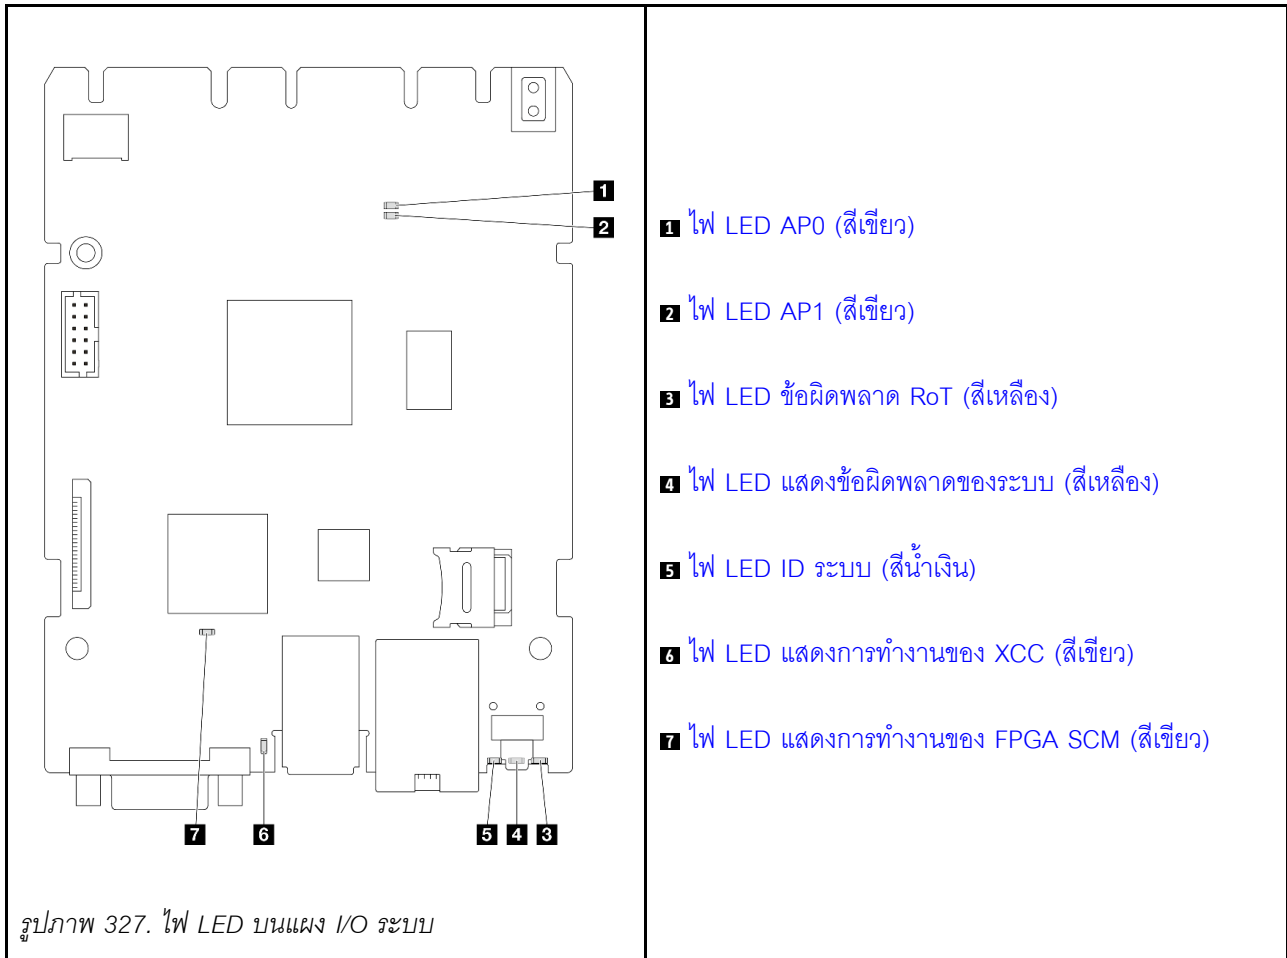 1
2
7
6
5
4
3
รูปภาพ 327. ไฟ LED บนแผง I/O ระบบ
1 ไฟ LED AP0 (สีเขียว)
2 ไฟ LED AP1 (สีเขียว)
3 ไฟ LED ข้อผิดพลาด RoT (สีเหลือง)
4 ไฟ LED แสดงข้อผิดพลาดของระบบ (สีเหลือง)
5 ไฟ LED ID ระบบ (สีน้ำเงิน)
6 ไฟ LED แสดงการทำงานของ XCC (สีเขียว)
7 ไฟ LED แสดงการทำงานของ FPGA SCM (สีเขียว)